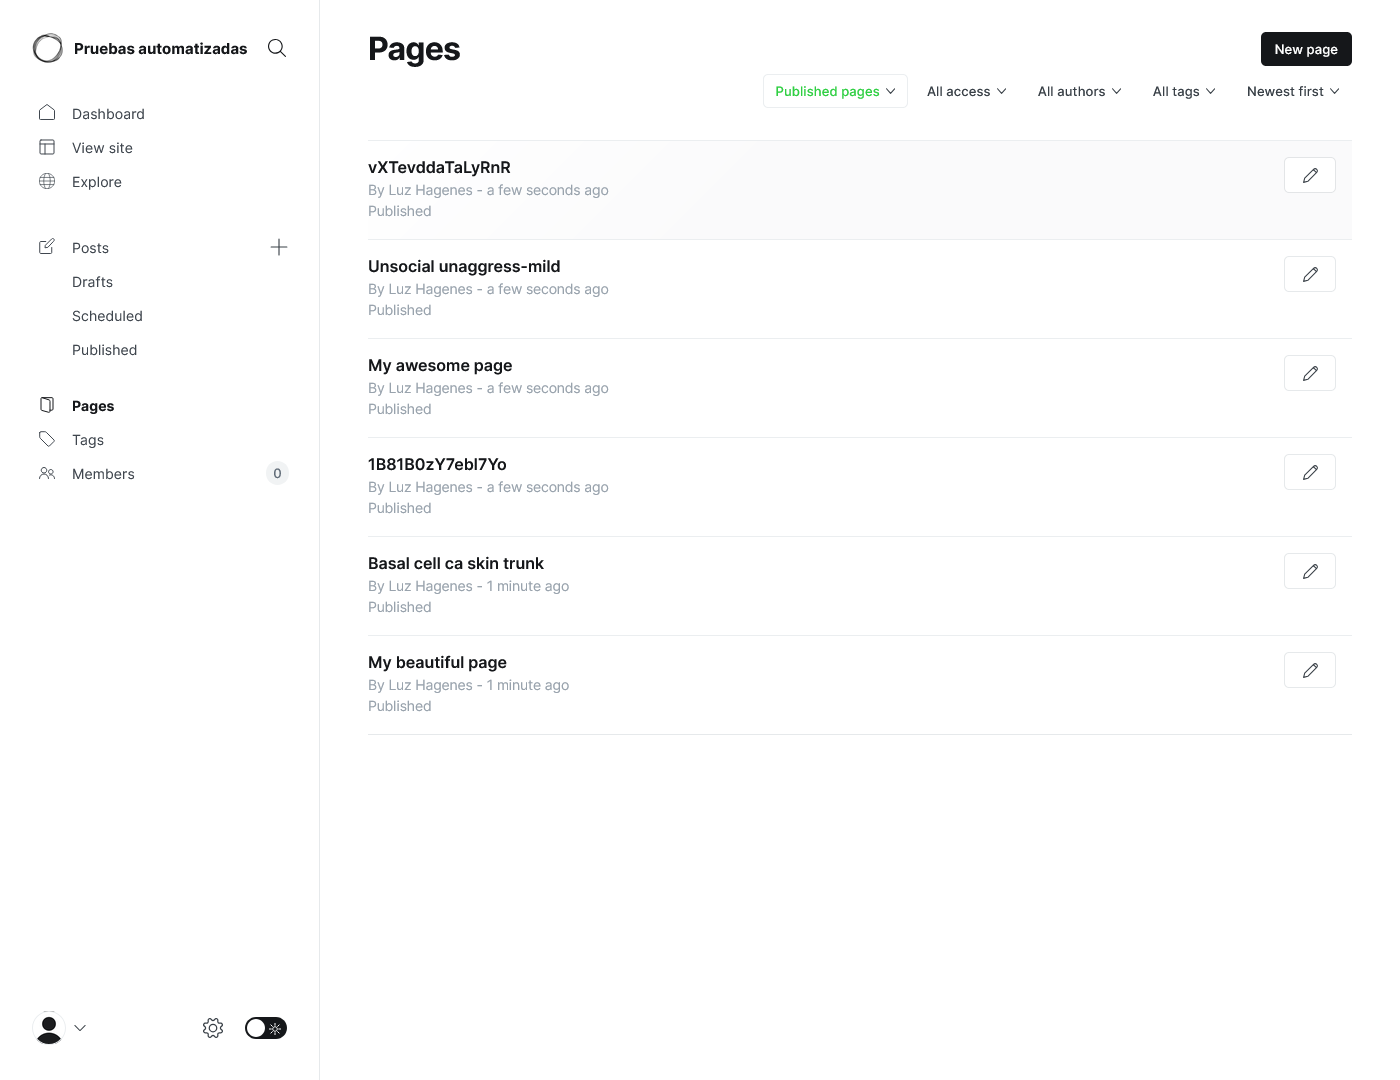 Pruebas automatizadas
Dashboard
View site
Explore
Posts
Drafts
Scheduled
Published
Pages
Tags
Members 0
Pages
New page
Published pages All access All authors All tags Newest first
vXTevddaTaLyRnR
By Luz Hagenes - a few seconds ago
Published
Unsocial unaggress-mild
By Luz Hagenes - a few seconds ago
Published
My awesome page
By Luz Hagenes - a few seconds ago
Published
1B81B0zY7ebI7Yo
By Luz Hagenes - a few seconds ago
Published
Basal cell ca skin trunk
By Luz Hagenes - 1 minute ago
Published
My beautiful page
By Luz Hagenes - 1 minute ago
Published